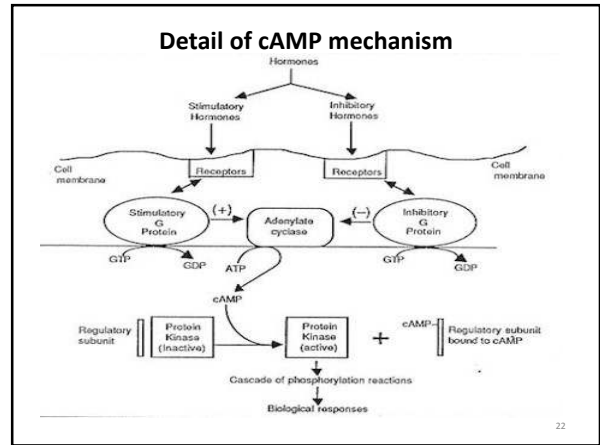 Detail of cAMP mechanism
Hormones
Stimulatory
Hormones
Inhibitory
Hormones
Cell
membrane
Receptors
Receptors
Cell
membrane
Stimulatory
G
Protein
(+)
Adenylate
cyclase
(−)
Inhibitory
G
Protein
GTP
GDP
ATP
GTP
GDP
cAMP
Regulatory
subunit
Protein
Kinase
(Inactive)
Protein
Kinase
(active)
+
cAMP
Regulatory subunit
bound to cAMP
Cascade of phosphorylation reactions
Biological responses
22